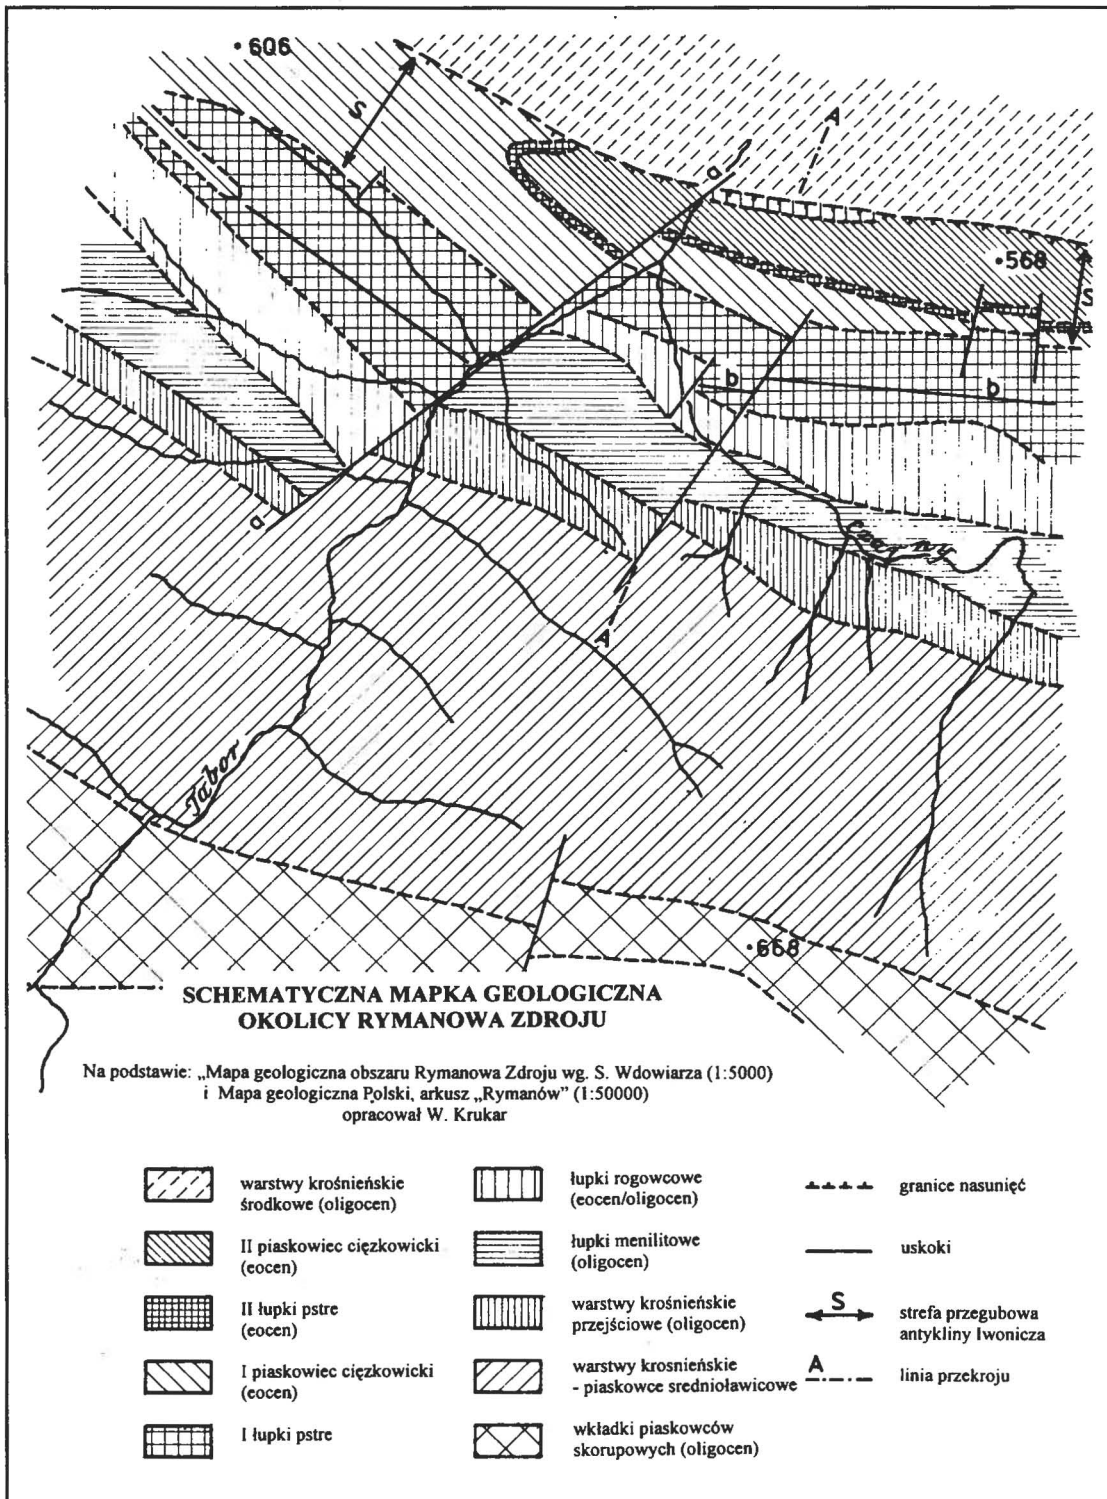 606
S
A
a
568
S
b
b
a
Czarny
A
Tabor
668
SCHEMATYCZNA MAPKA GEOLOGICZNA
OKOLICY RYMANOWA ZDROJU
Na podstawie: „Mapa geologiczna obszaru Rymanowa Zdroju wg. S. Wdowiarza (1:5000)
i Mapa geologiczna Polski, arkusz „Rymanów” (1:50000)
opracował W. Krukar
warstwy krośnieńskie
środkowe (oligocen)
II piaskowiec ciężkowicki
(eocen)
II łupki pstre
(eocen)
I piaskowiec ciężkowicki
(eocen)
I łupki pstre
łupki rogowcowe
(eocen/oligocen)
łupki menilitowe
(oligocen)
warstwy krośnieńskie
przejściowe (oligocen)
warstwy krosnieńskie
- piaskowce sredniołavicowe
wkładki piaskowców
skorupowych (oligocen)
granice nasunięć
uskoki
S
strefa przegubowa
antykliny Iwonicza
A
linia przekroju